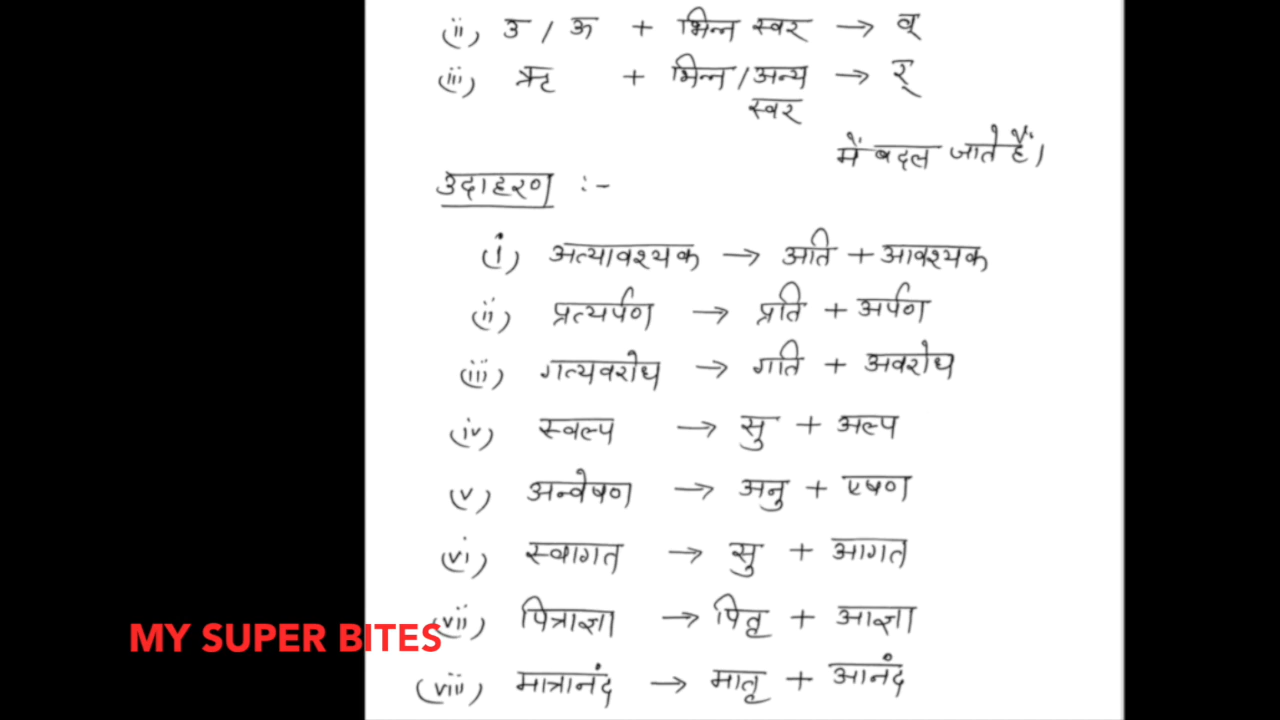 (ii) उ / ऊ + भिन्न स्वर → व्
(iii) ऋ + भिन्न/अन्य → र्
स्वर
में बदल जाते हैं।
उदाहरण :-
(i) अत्यावश्यक → अति + आवश्यक
(ii) प्रत्यर्पण → प्रति + अर्पण
(iii) गत्यवरोध → गति + अवरोध
(iv) स्वल्प → सु + अल्प
(v) अन्वेषण → अनु + एषण
(vi) स्वागत → सु + आगत
(vii) पित्राज्ञा → पितृ + आज्ञा
MY SUPER BITES
(viii) मात्रानंद → मातृ + आनंद